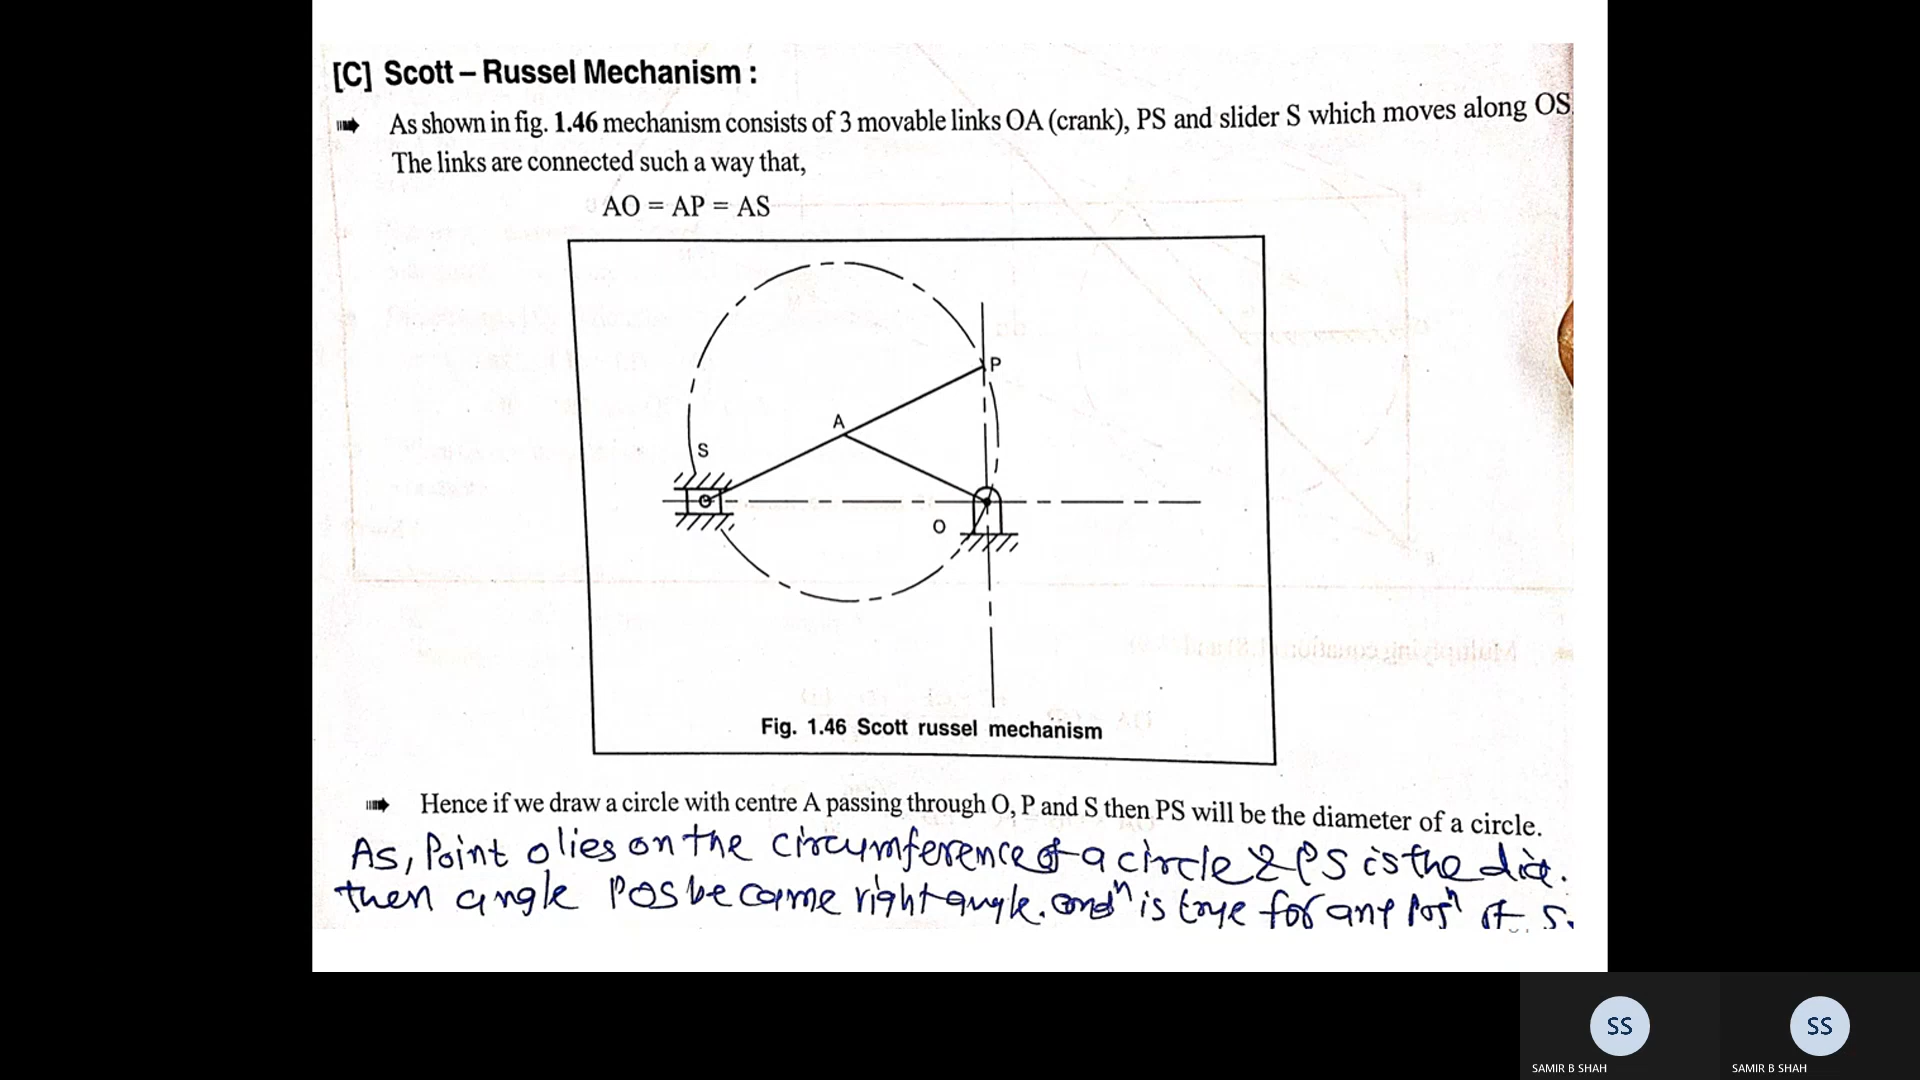 [C] Scott – Russel Mechanism :
As shown in fig. 1.46 mechanism consists of 3 movable links OA (crank), PS and slider S which moves along OS
The links are connected such a way that,
AO = AP = AS
P
A
S
O
Fig. 1.46 Scott russel mechanism
Hence if we draw a circle with centre A passing through O, P and S then PS will be the diameter of a circle.
As, Point o lies on the circumference of a circle & PS is the dia.
then angle POS become right angle. condⁿ is true for any Posⁿ of S.
SS
SS
SAMIR B SHAH
SAMIR B SHAH